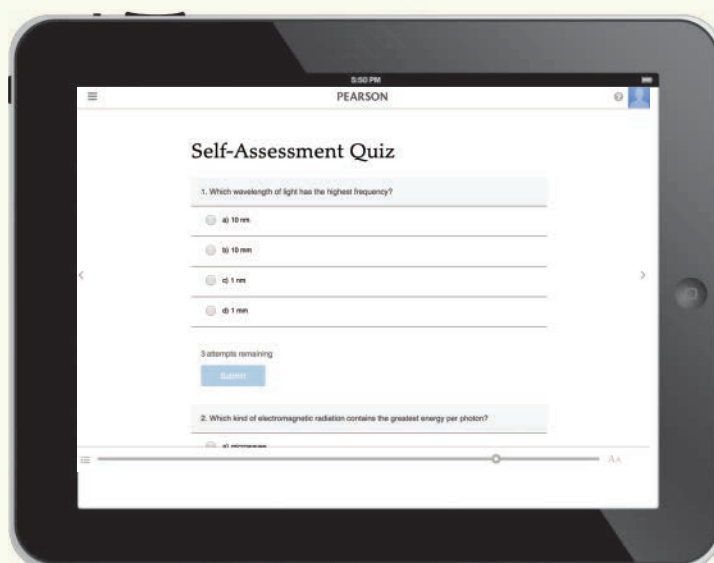 5:50 PM
PEARSON
Self-Assessment Quiz
1. Which wavelength of light has the highest frequency?
a) 10 nm
b) 10 mm
c) 1 nm
d) 1 mm
3 attempts remaining
Submit
2. Which kind of electromagnetic radiation contains the greatest energy per photon?
a) microwaves
AA